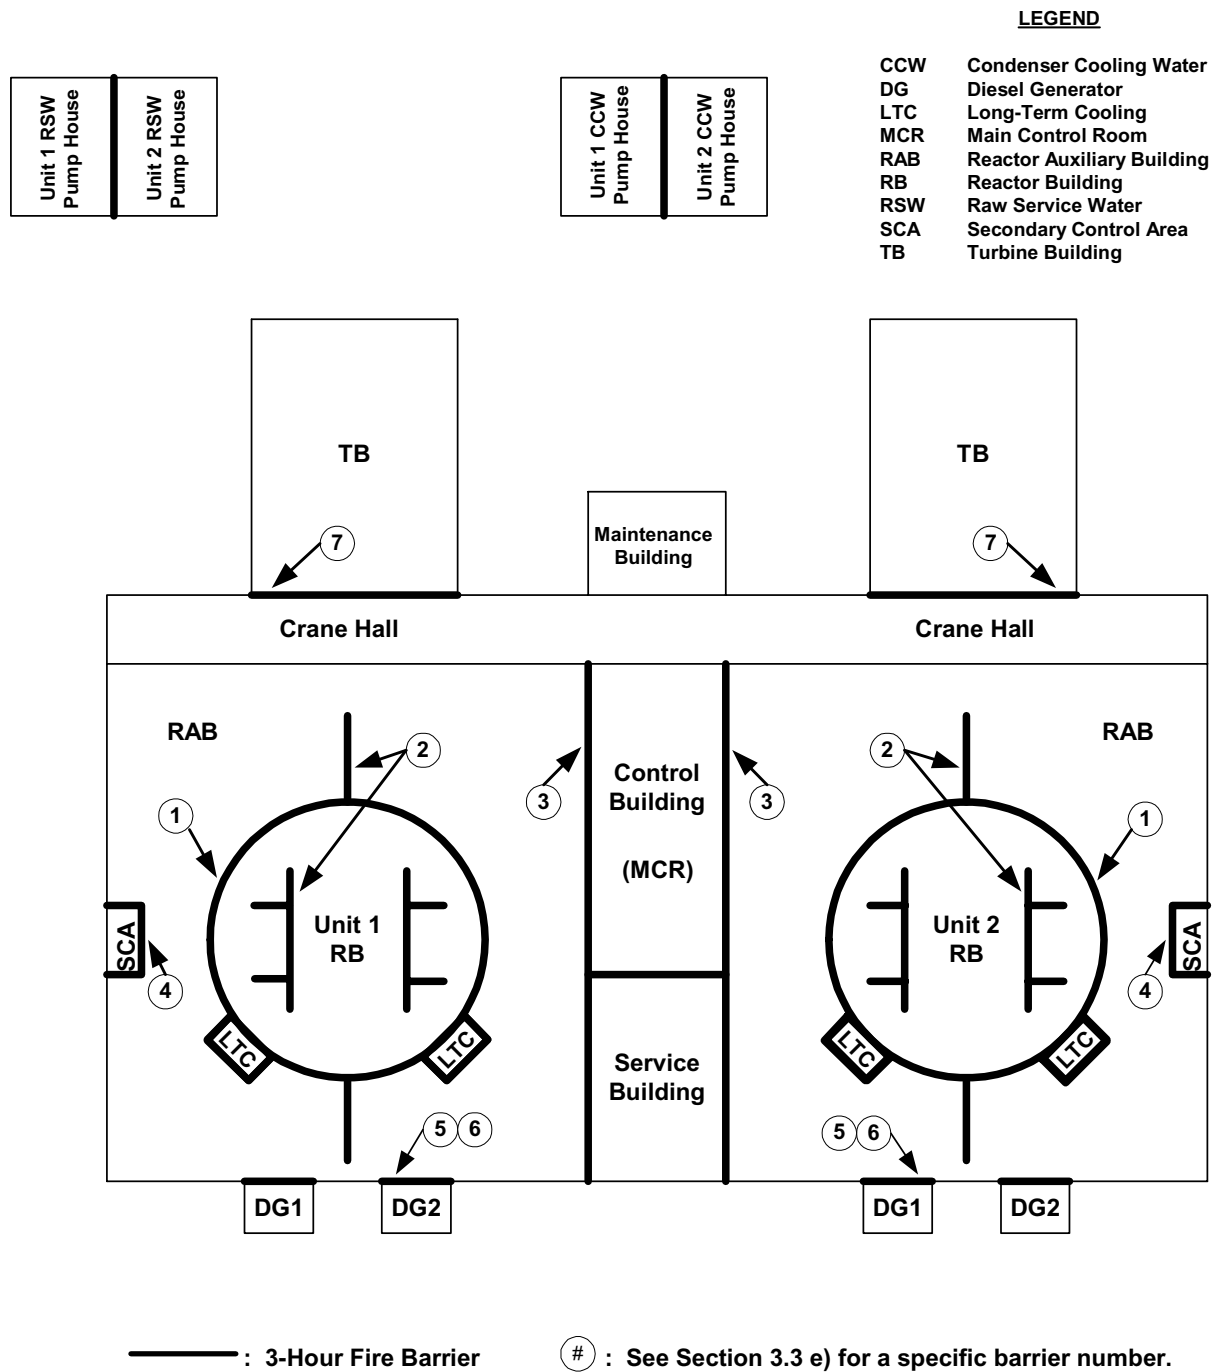 LEGEND
CCW Condenser Cooling Water
DG Diesel Generator
LTC Long-Term Cooling
MCR Main Control Room
RAB Reactor Auxiliary Building
RB Reactor Building
RSW Raw Service Water
SCA Secondary Control Area
TB Turbine Building
Unit 1 RSW
Pump House
Unit 2 RSW
Pump House
Unit 1 CCW
Pump House
Unit 2 CCW
Pump House
TB
TB
Maintenance
Building
7
7
Crane Hall
Crane Hall
RAB
RAB
2
2
Control
Building
(MCR)
3
3
1
1
Unit 1
RB
Unit 2
RB
SCA
SCA
4
4
LTC
LTC
LTC
LTC
Service
Building
5 6
5 6
DG1
DG2
DG1
DG2
: 3-Hour Fire Barrier
# : See Section 3.3 e) for a specific barrier number.